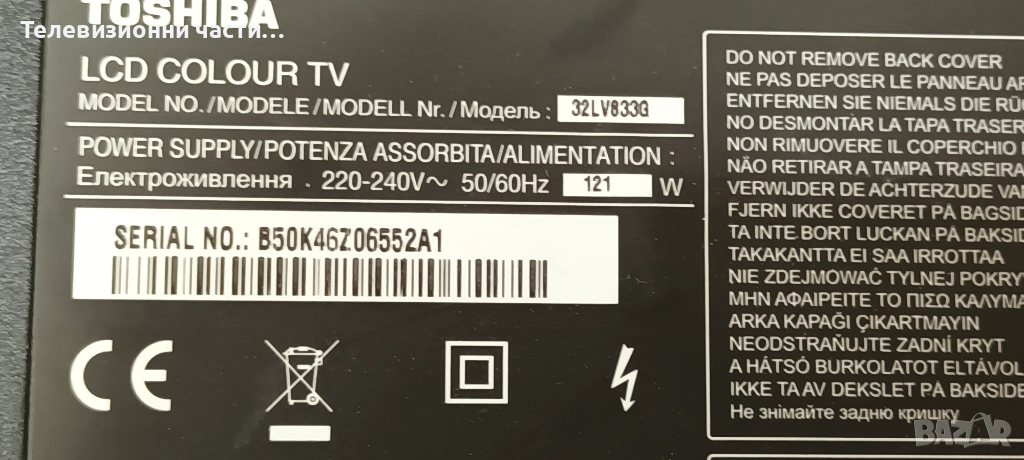 TOSHIBA
Телевизионни части...
LCD COLOUR TV
MODEL NO./MODELE/MODELL Nr./Модель : 32LV833G
POWER SUPPLY/POTENZA ASSORBITA/ALIMENTATION :
Електроживлення . 220-240V~ 50/60Hz 121 W
SERIAL NO.: B50K46Z06552A1
CE
DO NOT REMOVE BACK COVER
NE PAS DEPOSER LE PANNEAU AR
ENTFERNEN SIE NIEMALS DIE RÜC
NO DESMONTAR LA TAPA TRASER
NON RIMUOVERE IL COPERCHIO
NÃO RETIRAR A TAMPA TRASEIRA
VERWIJDER DE ACHTERZUDE VA
FJERN IKKE COVERET PÅ BAGSID
TA INTE BORT LUCKAN PÅ BAKSID
TAKAKANTTA EI SAA IRROTTAA
NIE ZDEJMOWAĆ TYLNEJ POKRY
ΜΗΝ ΑΦΑΙΡΕΙΤΕ ΤΟ ΠΙΣΩ ΚΑΛΥΜΑ
ARKA KAPAĞI ÇIKARTMAYIN
NEODSTRAŇUJTE ZADNÍ KRYT
A HÁTSÓ BURKOLATOT ELTÁVOL
IKKE TA AV DEKSLET PÅ BAKSIDE
Не знімайте задню кришку
BAZAR